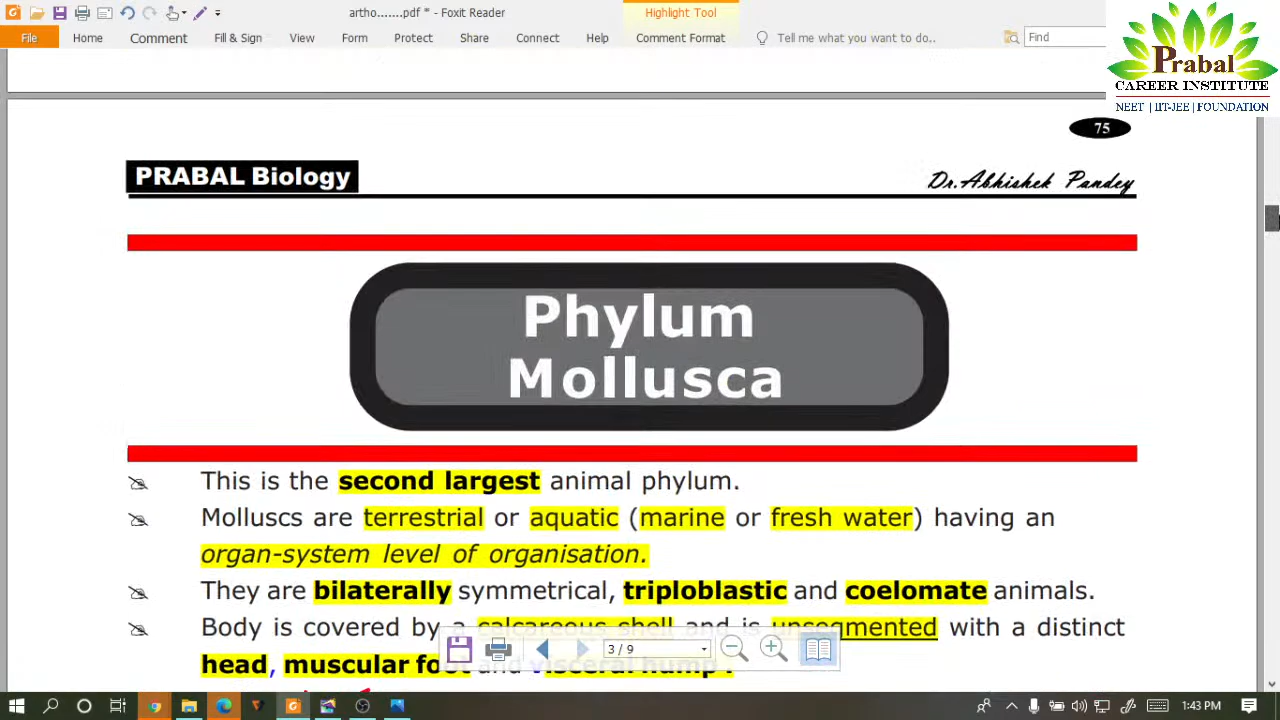 artho.......pdf * - Foxit Reader
Highlight Tool
File Home Comment Fill & Sign View Form Protect Share Connect Help Comment Format Tell me what you want to do.. Find
Prabal
CAREER INSTITUTE
NEET | IIT-JEE | FOUNDATION
75
PRABAL Biology
Dr.Abhishek Pandey
Phylum
Mollusca
This is the second largest animal phylum.
Molluscs are terrestrial or aquatic (marine or fresh water) having an
organ-system level of organisation.
They are bilaterally symmetrical, triploblastic and coelomate animals.
Body is covered by a calcareous shell and is unsegmented with a distinct
head, muscular foot and visceral hump.
3 / 9
1:43 PM